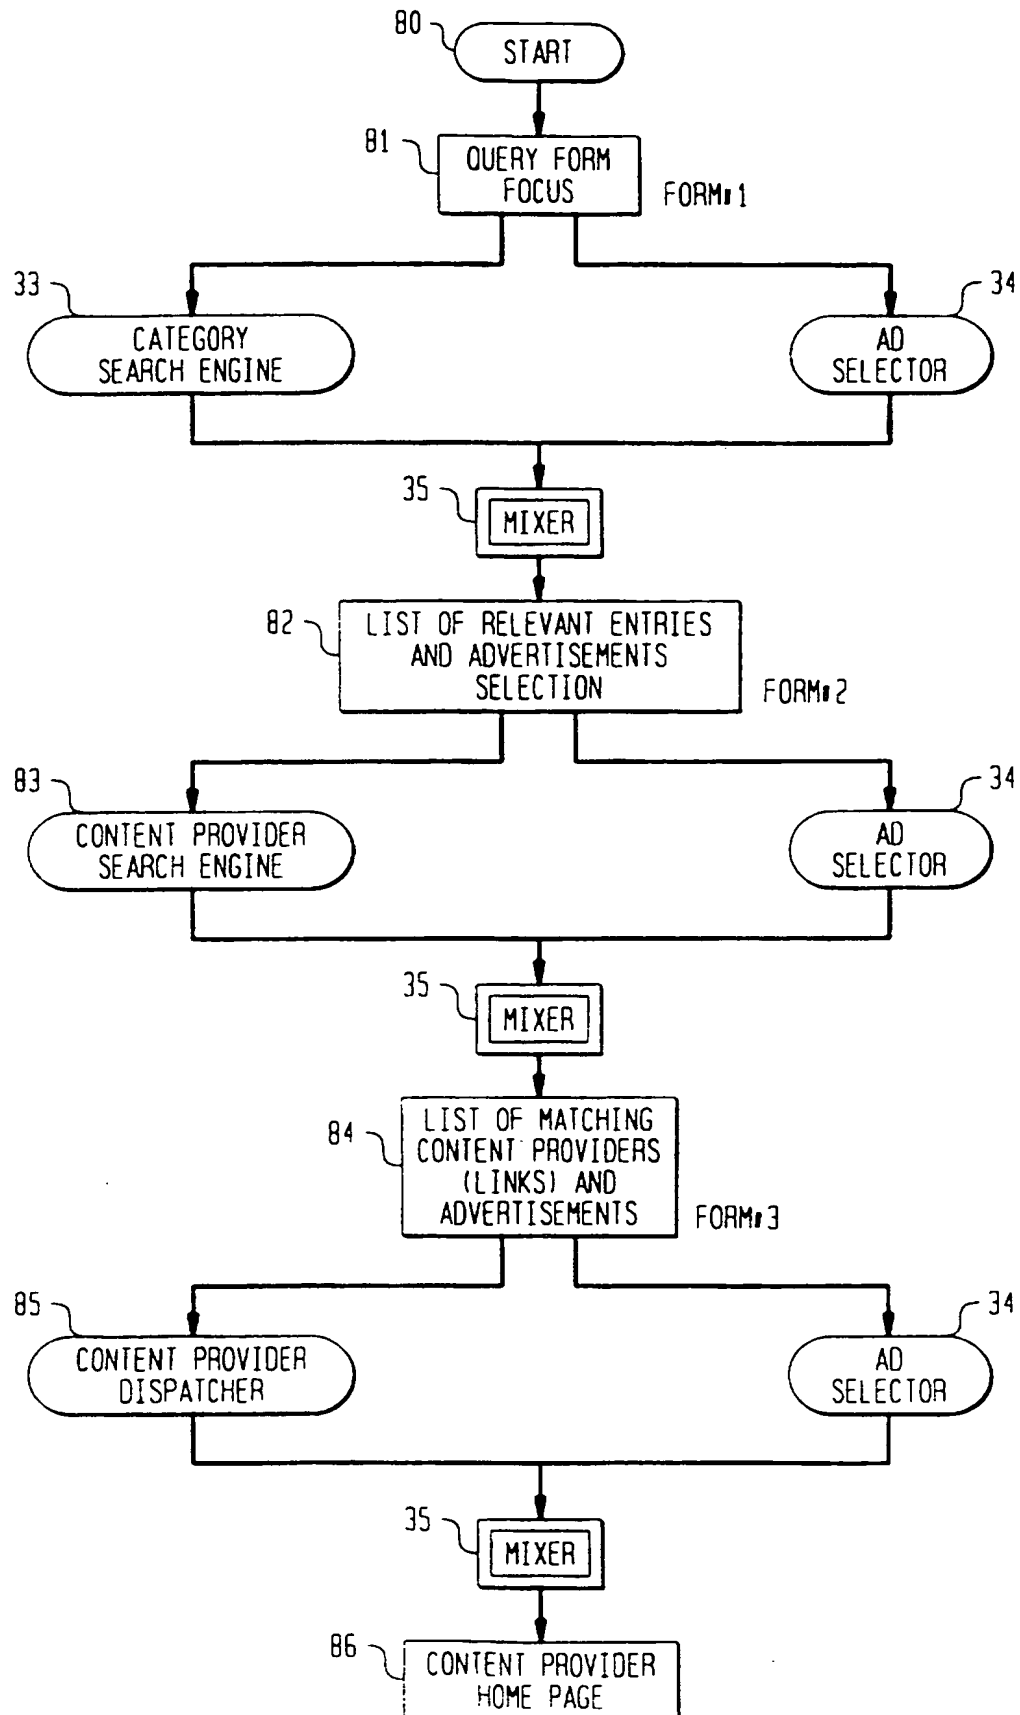 80
START
81
QUERY FORM
FOCUS
FORM#1
33
CATEGORY
SEARCH ENGINE
34
AD
SELECTOR
35
MIXER
82
LIST OF RELEVANT ENTRIES
AND ADVERTISEMENTS
SELECTION
FORM#2
83
CONTENT PROVIDER
SEARCH ENGINE
34
AD
SELECTOR
35
MIXER
84
LIST OF MATCHING
CONTENT PROVIDERS
(LINKS) AND
ADVERTISEMENTS
FORM#3
85
CONTENT PROVIDER
DISPATCHER
34
AD
SELECTOR
35
MIXER
86
CONTENT PROVIDER
HOME PAGE